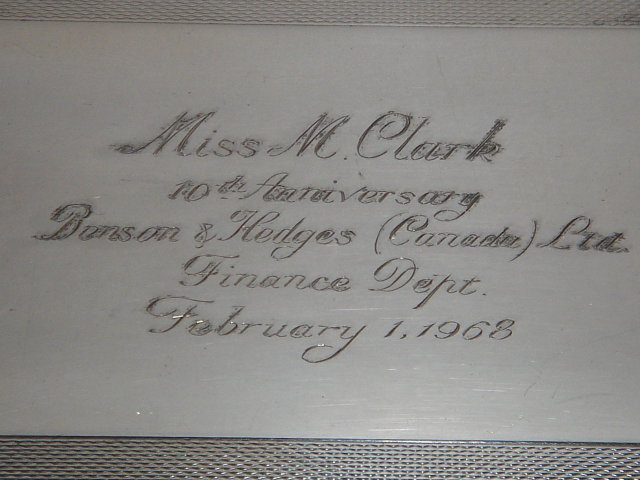 Miss M. Clark
10th Anniversary
Benson & Hedges (Canada) Ltd.
Finance Dept.
February 1, 1968